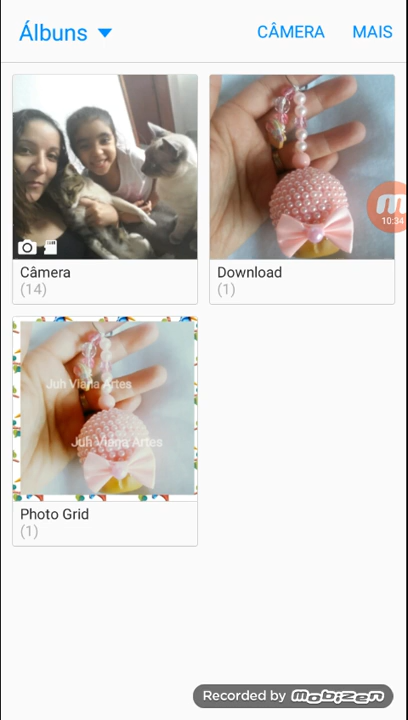 Álbuns
CÂMERA MAIS
10:34
Câmera
(14)
Download
(1)
Juh Viana Artes
Juh Viana Artes
Photo Grid
(1)
Recorded by mobizen